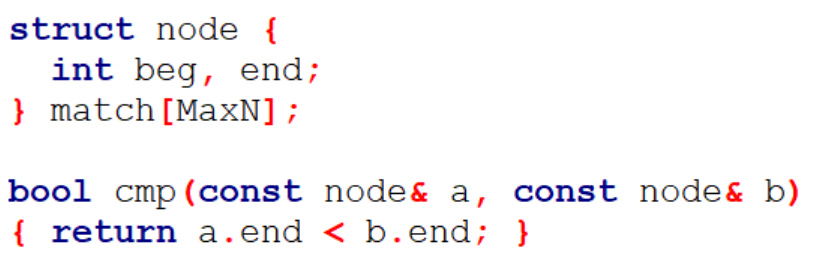 struct node {
  int beg, end;
} match[MaxN];

bool cmp(const node& a, const node& b)
{ return a.end < b.end; }